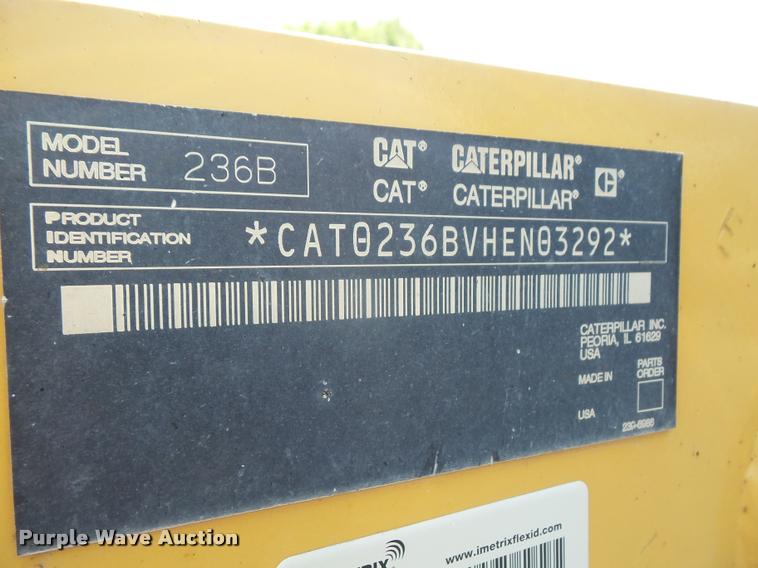 MODEL
NUMBER 236B
CAT® CATERPILLAR®
CAT® CATERPILLAR®
PRODUCT
IDENTIFICATION
NUMBER
*CAT0236BVHEN03292*
CATERPILLAR INC.
PEORIA, IL 61629
USA
MADE IN
PARTS
ORDER
USA
www.imetrixflexid.com
Purple Wave Auction